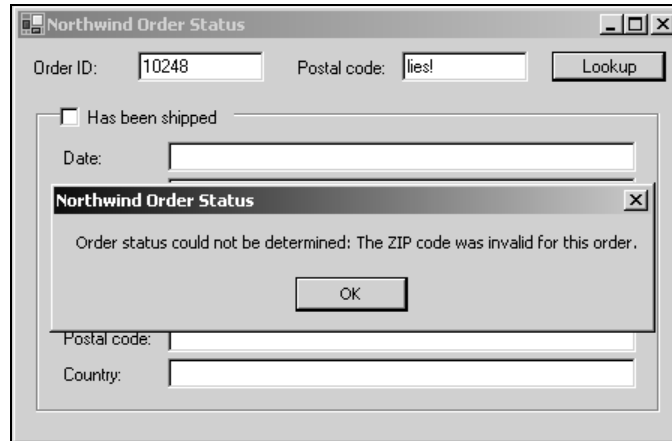 Northwind Order Status
Order ID: 10248 Postal code: lies! Lookup
Has been shipped
Date:
Northwind Order Status
Order status could not be determined: The ZIP code was invalid for this order.
OK
Postal code:
Country: